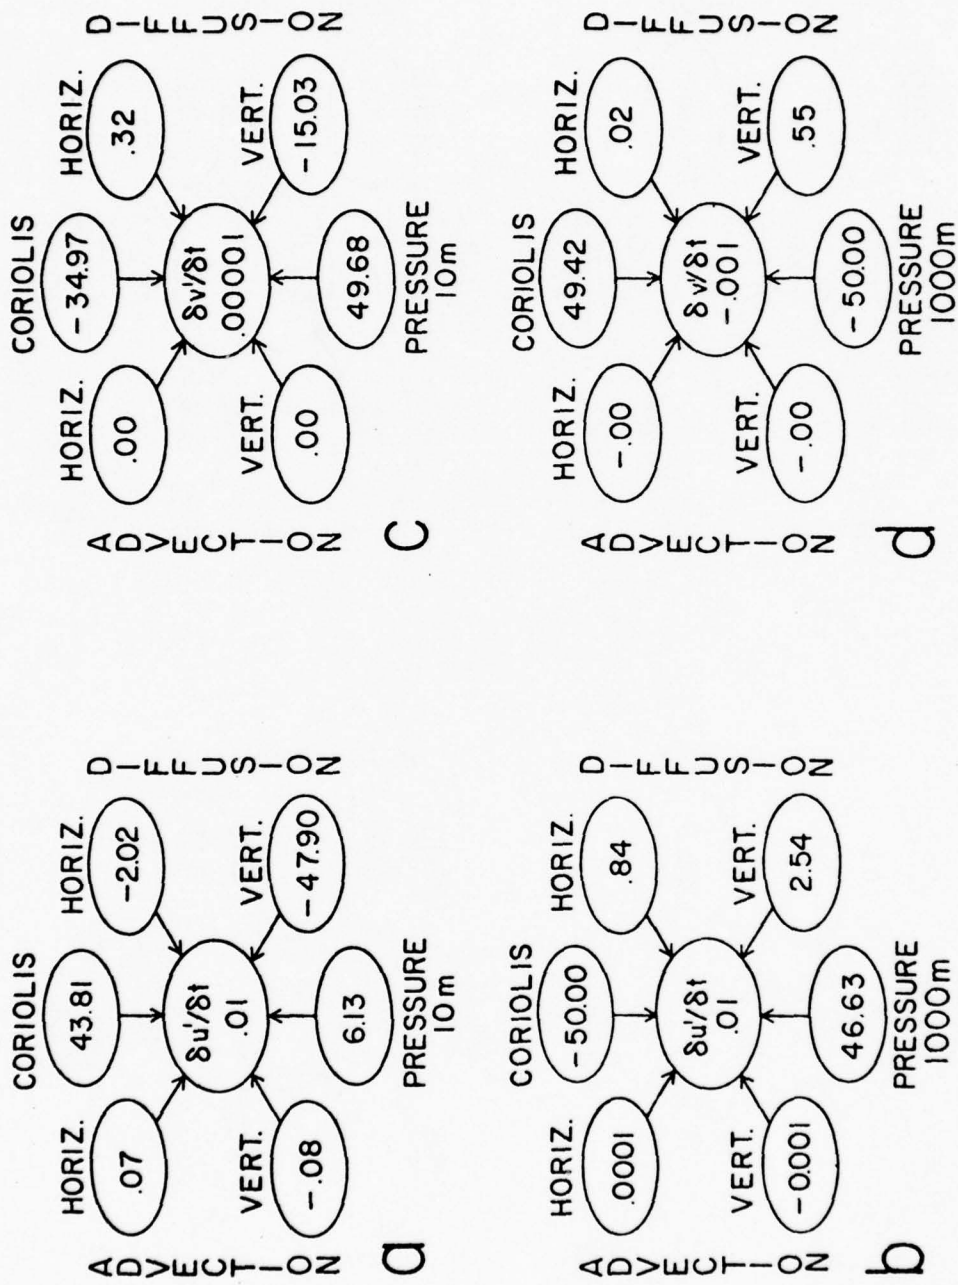 CORIOLIS
HORIZ.
HORIZ.
43.81
.07
-2.02
ADVECTION
DIFFUSION
δu'/δt
.01
VERT.
VERT.
-.08
-47.90
6.13
PRESSURE
10m
a
CORIOLIS
HORIZ.
HORIZ.
-50.00
.0001
.84
ADVECTION
DIFFUSION
δu'/δt
.01
VERT.
VERT.
-0.001
2.54
46.63
PRESSURE
1000m
b
CORIOLIS
HORIZ.
HORIZ.
-34.97
.00
.32
ADVECTION
DIFFUSION
δv'/δt
.00001
VERT.
VERT.
.00
-15.03
49.68
PRESSURE
10m
c
CORIOLIS
HORIZ.
HORIZ.
49.42
-.00
.02
ADVECTION
DIFFUSION
δv'/δt
-.001
VERT.
VERT.
-.00
.55
-50.00
PRESSURE
1000m
d